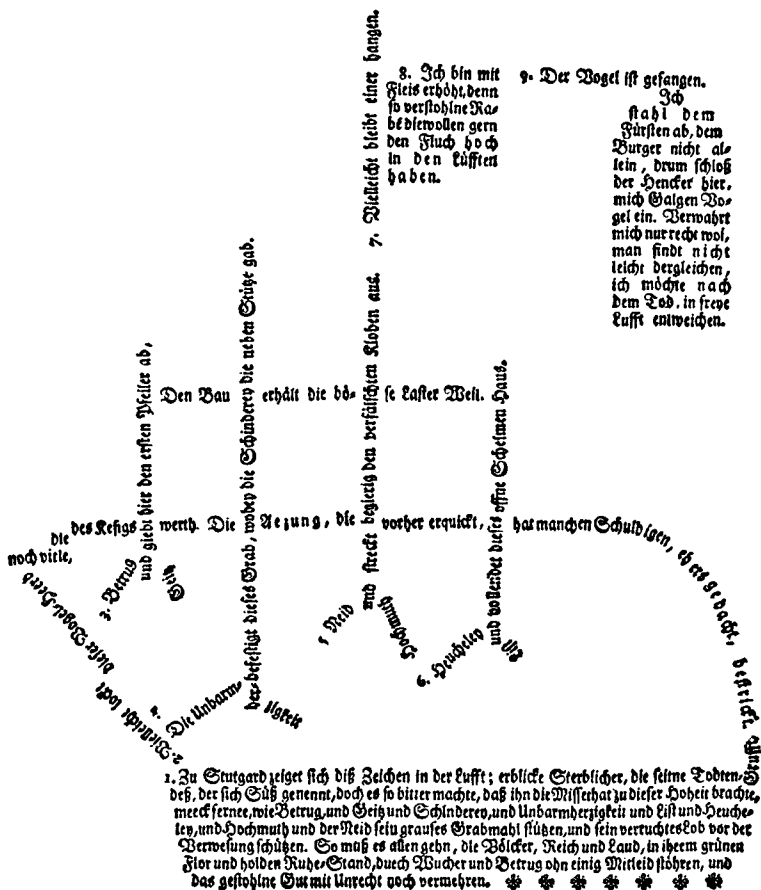 1. Zu Stutgard zeiget sich diß Zeichen in der Lufft; erblicke Sterblicher, die seltne Todten-
deß, der sich Süß genennt, doch es so bitter machte, daß ihn die Missethat zu dieser Hoheit brachte,
meeck fernee, wie Betrug, und Geitz und Schinderey, und Unbarmherzigkeit und List und Heuche-
ley, und Hochmuth und der Neid sein grauses Grabmahl stützen, und sein verruchtes Lob vor der
Verwesung schützen. So muß es allen gehn, die Völcker, Reich und Land, in ihrem grünen
Flor und holden Ruhe-Stand, duech Wucher und Betrug ohn einig Mitleid stöhren, und
das gestohlne Gut mit Unrecht noch vermehren.
2. Vielleicht lockt
dieser Vogel-Heerd
noch viele,
die
des Kefigs werth. Die Aezung, die vorher erquickt, hat manchen Schuldigen, eh ers gedacht, bestrickt.
3. Betrug
Geitz
und giebt hier den ersten Pfeiler ab,
4. Die Unbarm-
herzigkeit
der-befestigt dieses Grab, wobey die Schinderey die neben Stütze gab.
Den Bau erhält die bö- se Laster Welt.
5 Neid
Hochmuth
und streckt begierig den verfälschten Kloben aus.
6. Heucheley
List
und vollendet dieses offne Schelmen Haus.
7. Vielleicht bleibt einer hangen.
8. Ich bin mit
Fleis erhöht, denn
so verstohlne Ra-
be die wollen gern
den Fluch hoch
in den Lüfften
haben.
9. Der Vogel ist gefangen.
Ich
stahl dem
Fürsten ab, dem
Burger nicht al-
lein, drum schloß
der Hencker hier,
mich Galgen Vo-
gel ein. Verwahrt
mich nur recht wol,
man findt nicht
leicht dergleichen,
ich möchte nach
dem Tod, in freye
Lufft entweichen.